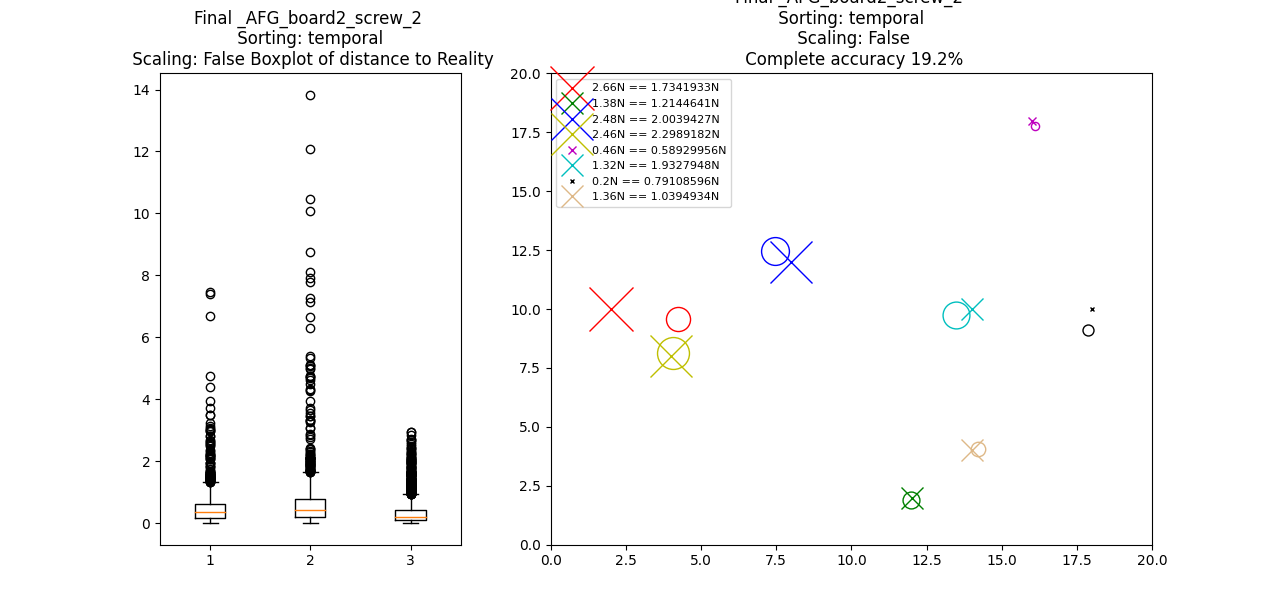 Final _AFG_board2_screw_2
Sorting: temporal
Scaling: False Boxplot of distance to Reality
14
12
10
8
6
4
2
0
1 2 3
Final _AFG_board2_screw_2
Sorting: temporal
Scaling: False
Complete accuracy 19.2%
20.0
17.5
15.0
12.5
10.0
7.5
5.0
2.5
0.0
2.66N == 1.7341933N
1.38N == 1.2144641N
2.48N == 2.0039427N
2.46N == 2.2989182N
0.46N == 0.58929956N
1.32N == 1.9327948N
0.2N == 0.79108596N
1.36N == 1.0394934N
0.0 2.5 5.0 7.5 10.0 12.5 15.0 17.5 20.0